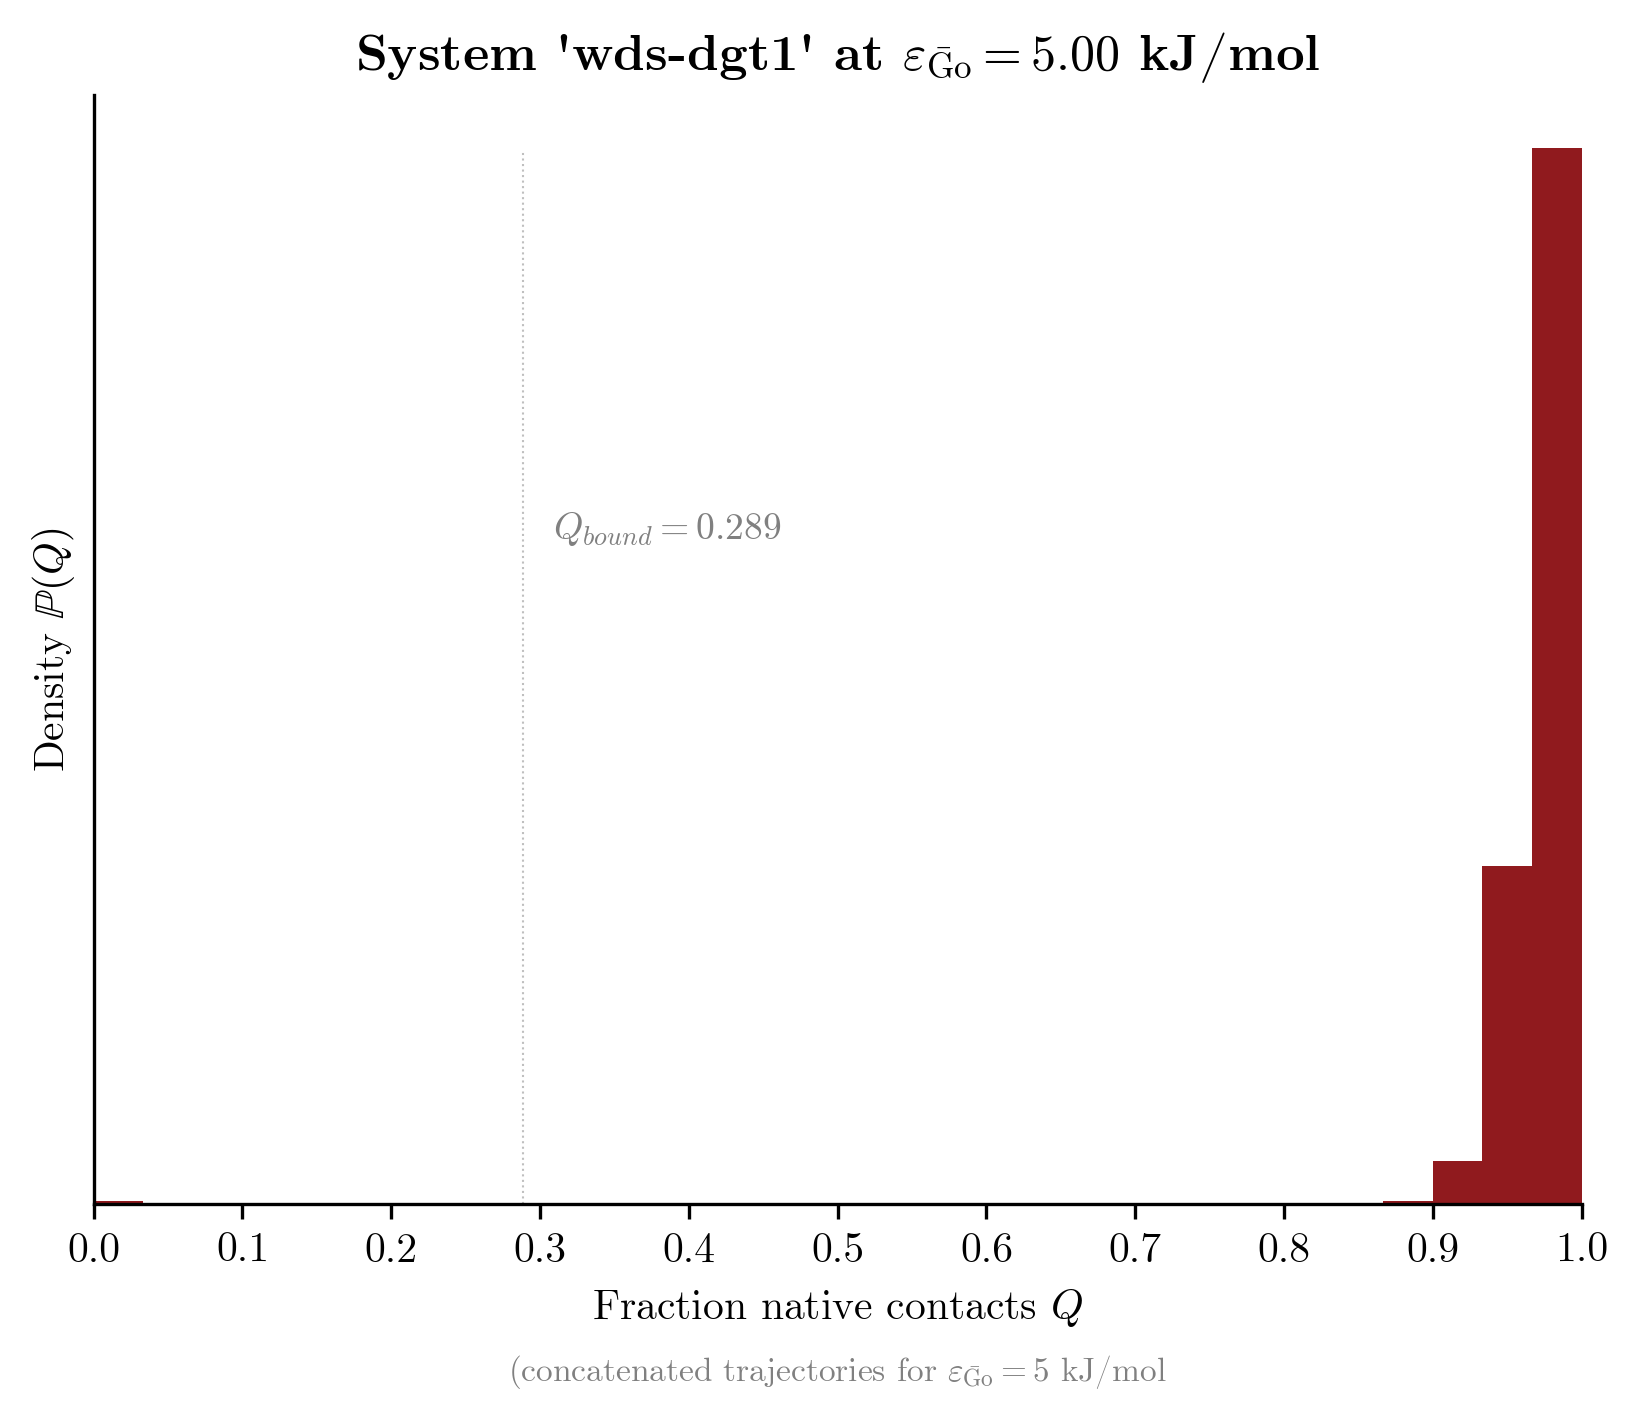 System 'wds-dgt1' at ε_Ḡo = 5.00 kJ/mol
Density ℙ(Q)
Q_bound = 0.289
0.0 0.1 0.2 0.3 0.4 0.5 0.6 0.7 0.8 0.9 1.0
Fraction native contacts Q
(concatenated trajectories for ε_Ḡo = 5 kJ/mol